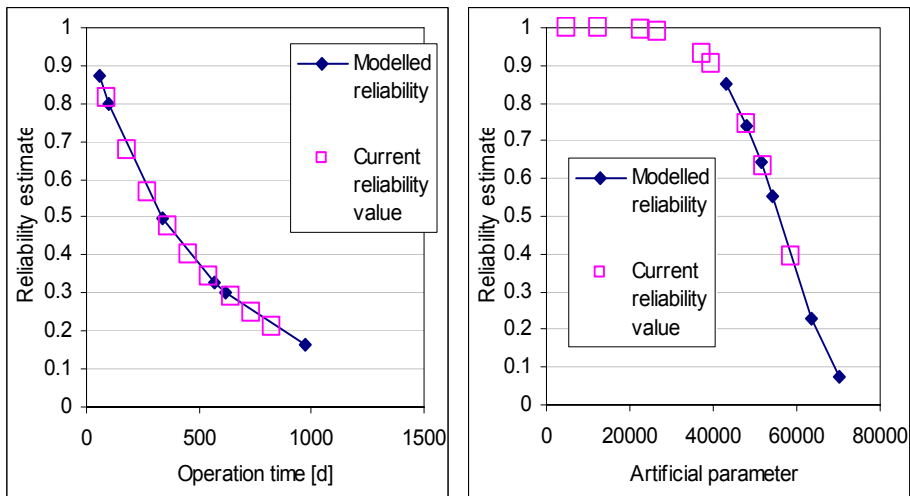 1
0.9
0.8
0.7
0.6
0.5
0.4
0.3
0.2
0.1
0
Reliability estimate
0 500 1000 1500
Operation time [d]
Modelled
reliability
Current
reliability
value
1
0.9
0.8
0.7
0.6
0.5
0.4
0.3
0.2
0.1
0
Reliability estimate
0 20000 40000 60000 80000
Artificial parameter
Modelled
reliability
Current
reliability
value